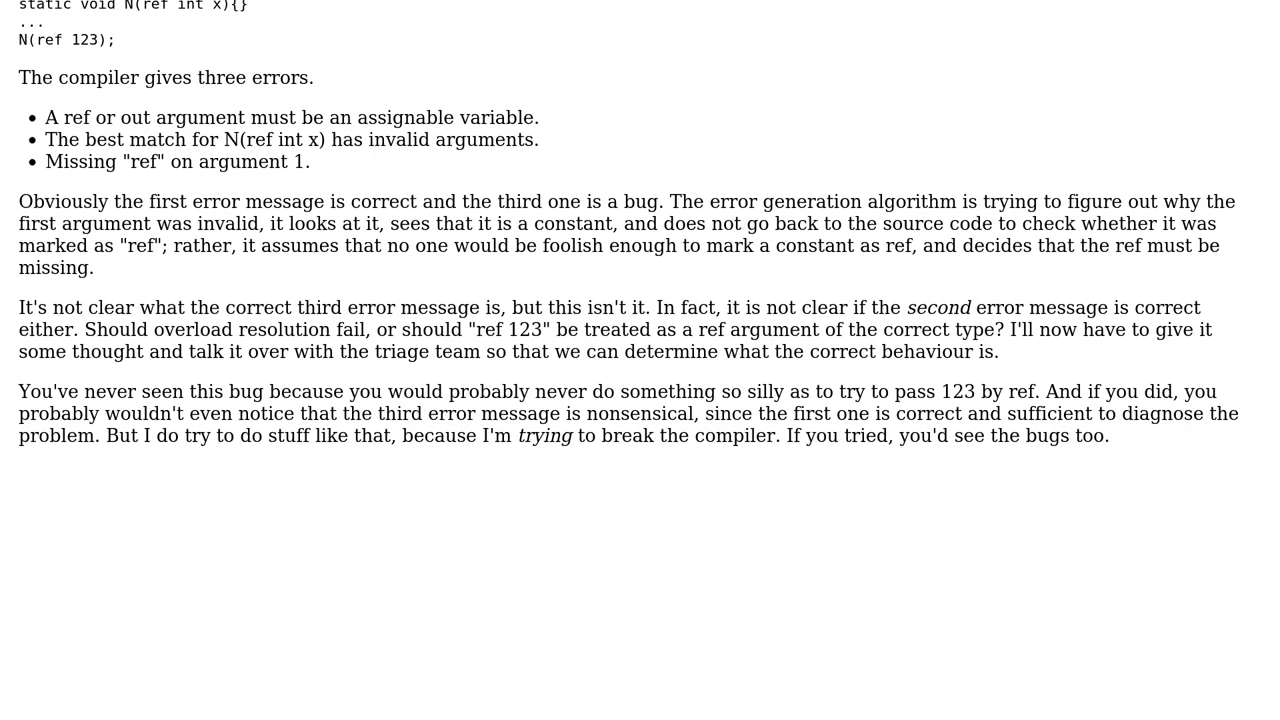 static void N(ref int x){}
...
N(ref 123);
The compiler gives three errors.
• A ref or out argument must be an assignable variable.
• The best match for N(ref int x) has invalid arguments.
• Missing "ref" on argument 1.
Obviously the first error message is correct and the third one is a bug. The error generation algorithm is trying to figure out why the
first argument was invalid, it looks at it, sees that it is a constant, and does not go back to the source code to check whether it was
marked as "ref"; rather, it assumes that no one would be foolish enough to mark a constant as ref, and decides that the ref must be
missing.
It's not clear what the correct third error message is, but this isn't it. In fact, it is not clear if the second error message is correct
either. Should overload resolution fail, or should "ref 123" be treated as a ref argument of the correct type? I'll now have to give it
some thought and talk it over with the triage team so that we can determine what the correct behaviour is.
You've never seen this bug because you would probably never do something so silly as to try to pass 123 by ref. And if you did, you
probably wouldn't even notice that the third error message is nonsensical, since the first one is correct and sufficient to diagnose the
problem. But I do try to do stuff like that, because I'm trying to break the compiler. If you tried, you'd see the bugs too.